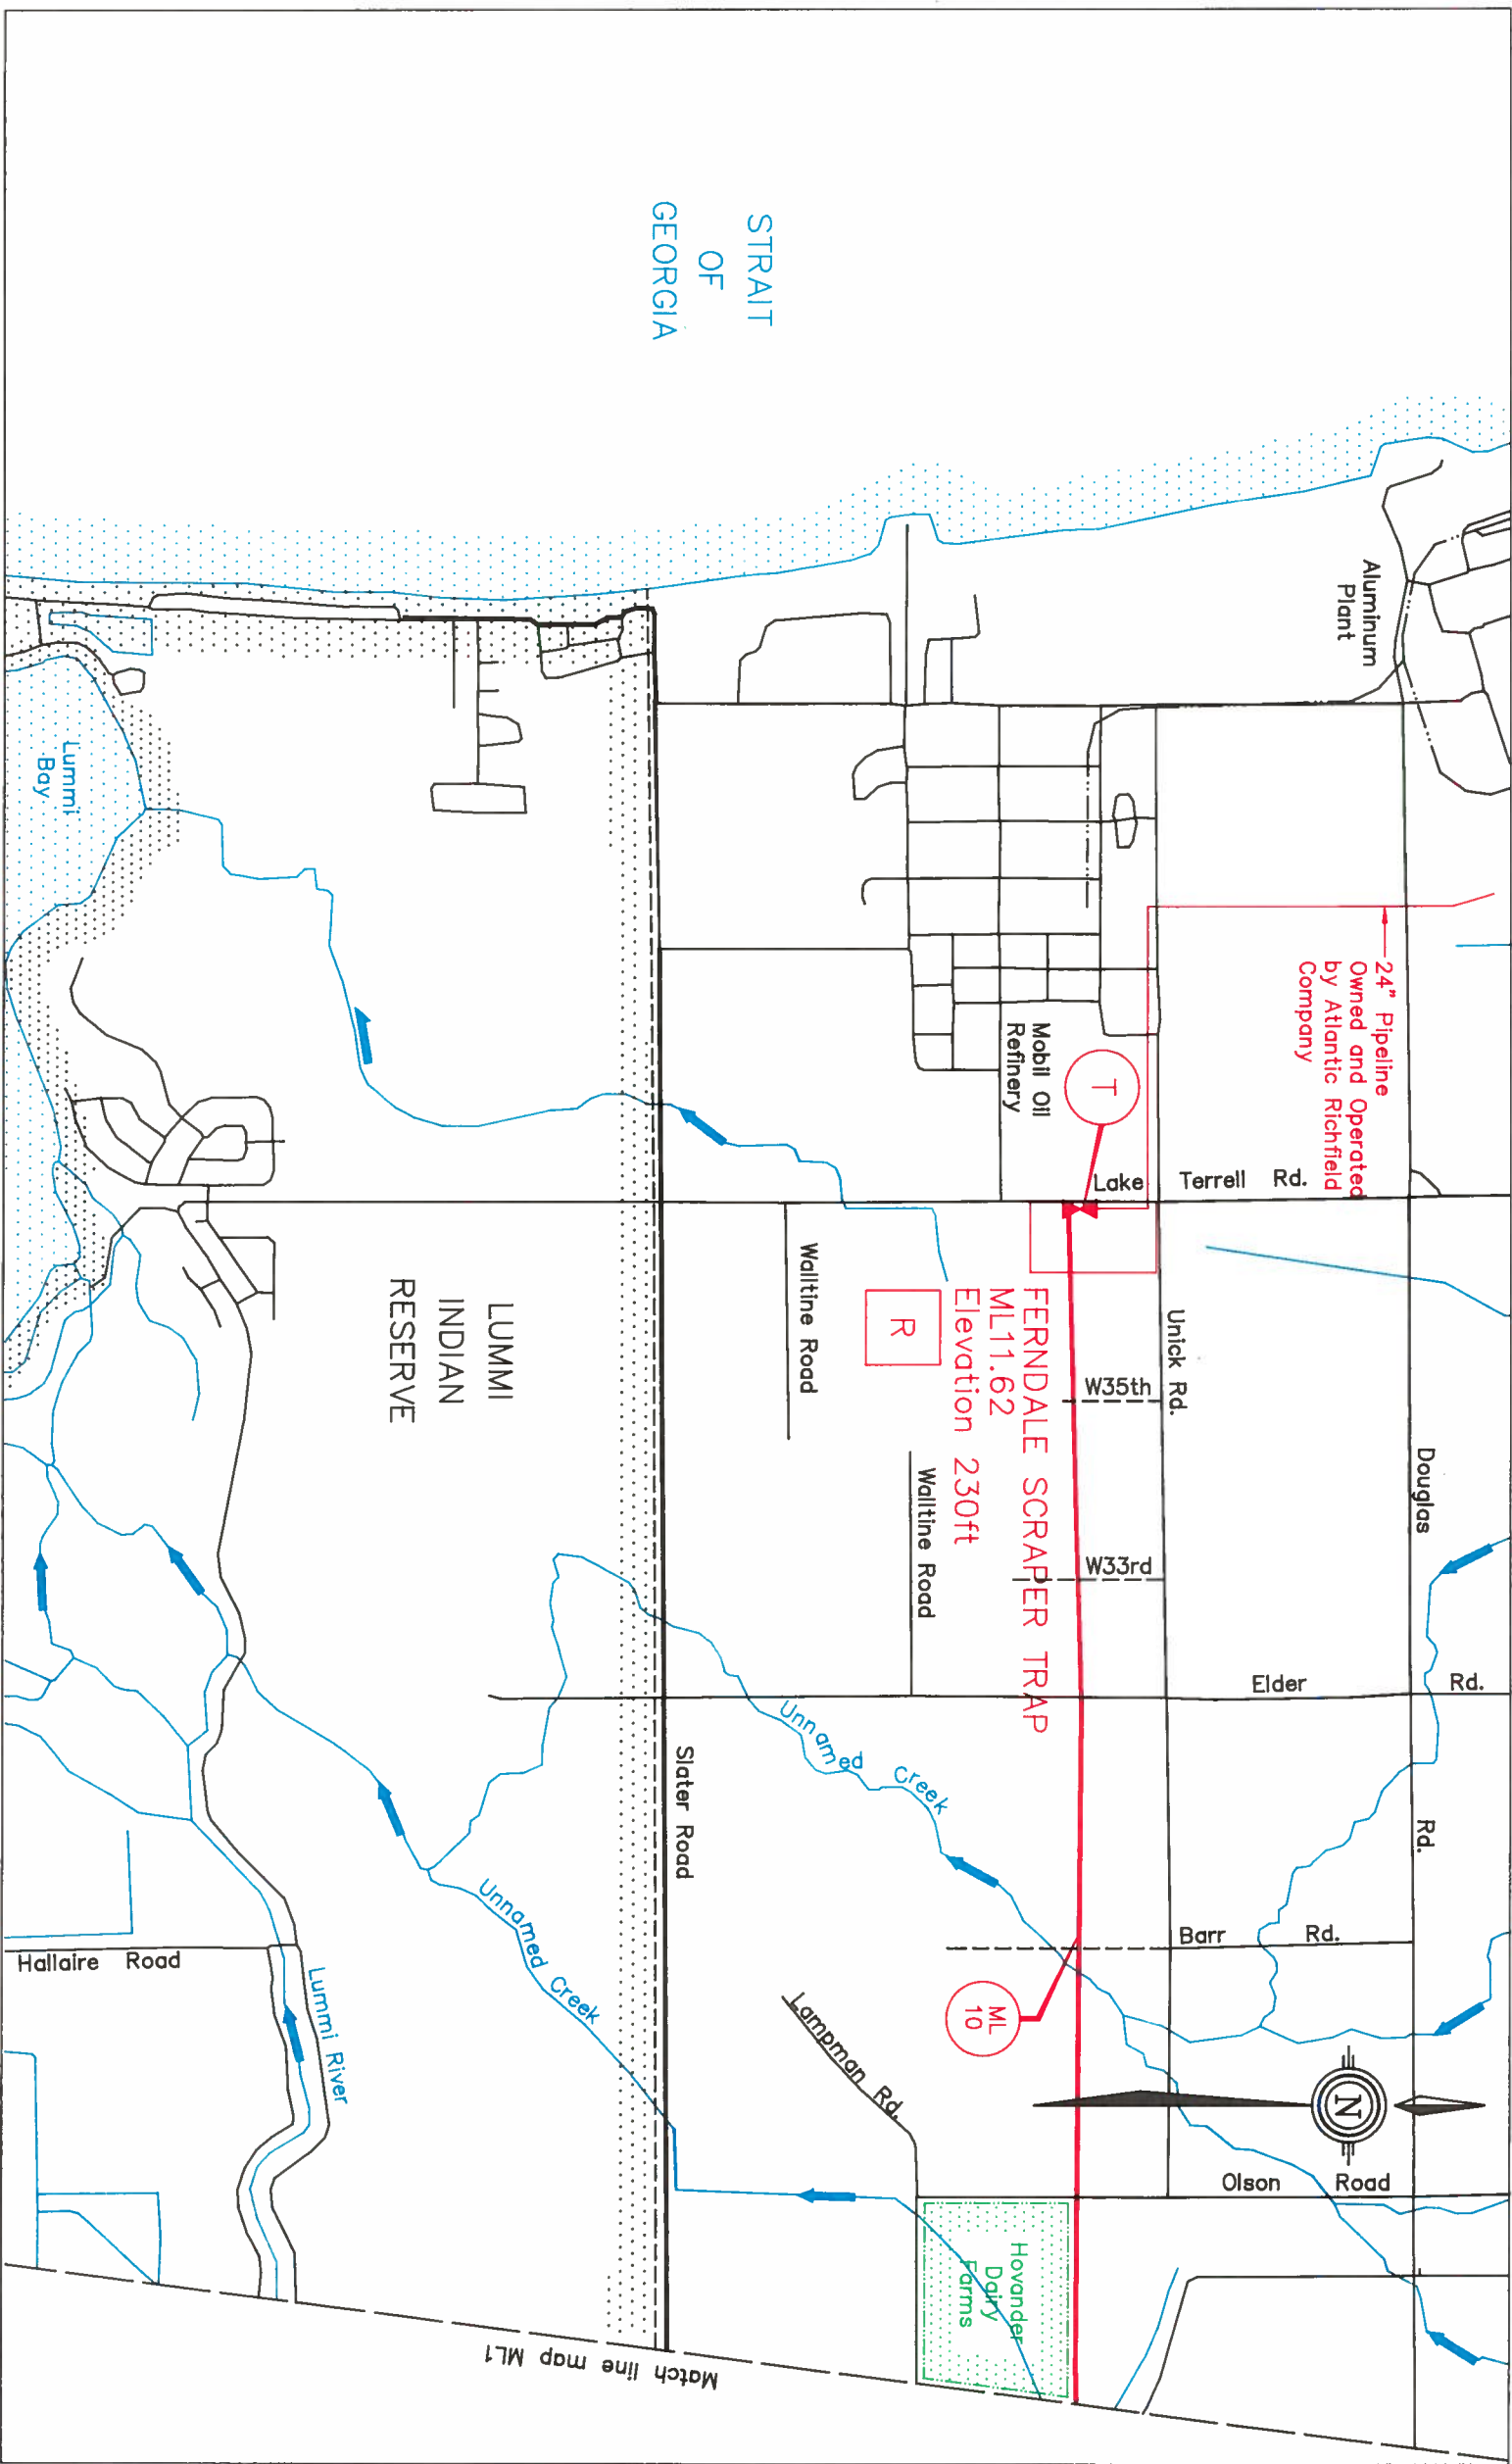 STRAIT
OF
GEORGIA
Aluminum
Plant
24" Pipeline
Owned and Operated
by Atlantic Richfield
Company
Mobil Oil
Refinery
T
Lake Terrell Rd.
Unick Rd.
Douglas Rd.
W35th
W33rd
FERNDALE SCRAPER TRAP
ML11.62
Elevation 230ft
R
Walltine Road
Walltine Road
Elder Rd.
Barr Rd.
Unnamed Creek
ML
10
N
Olson Road
Lampman Rd.
Hovander
Dairy
Farms
Slater Road
LUMMI
INDIAN
RESERVE
Unnamed Creek
Lummi
Bay
Hallaire Road
Lummi River
Match line map ML1